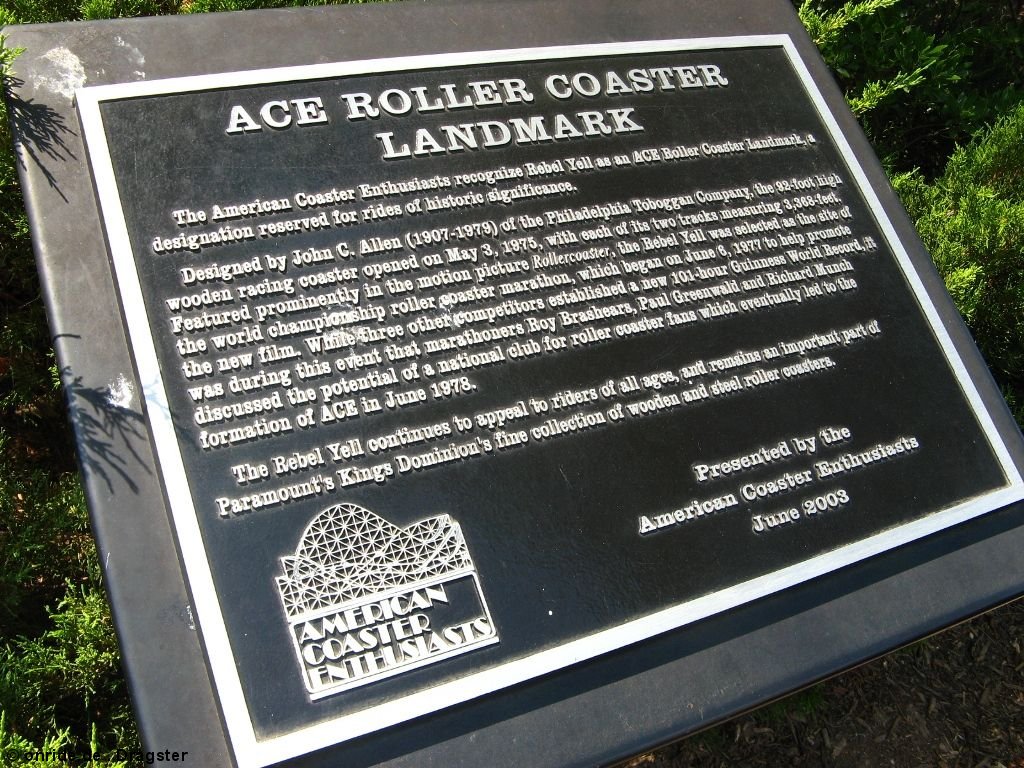 ACE ROLLER COASTER
LANDMARK
The American Coaster Enthusiasts recognize Rebel Yell as an ACE Roller Coaster Landmark, a
designation reserved for rides of historic significance.
Designed by John C. Allen (1907-1979) of the Philadelphia Toboggan Company, the 92-foot high
wooden racing coaster opened on May 3, 1975, with each of its two tracks measuring 3,368-feet.
Featured prominently in the motion picture Rollercoaster, the Rebel Yell was selected as the site of
the world championship roller coaster marathon, which began on June 6, 1977 to help promote
the new film. While three other competitors established a new 101-hour Guinness World Record, it
was during this event that marathoners Roy Brashears, Paul Greenwald and Richard Munch
discussed the potential of a national club for roller coaster fans which eventually led to the
formation of ACE in June 1978.
The Rebel Yell continues to appeal to riders of all ages, and remains an important part of
Paramount's Kings Dominion's fine collection of wooden and steel roller coasters.
Presented by the
American Coaster Enthusiasts
June 2003
AMERICAN
COASTER
ENTHUSIASTS